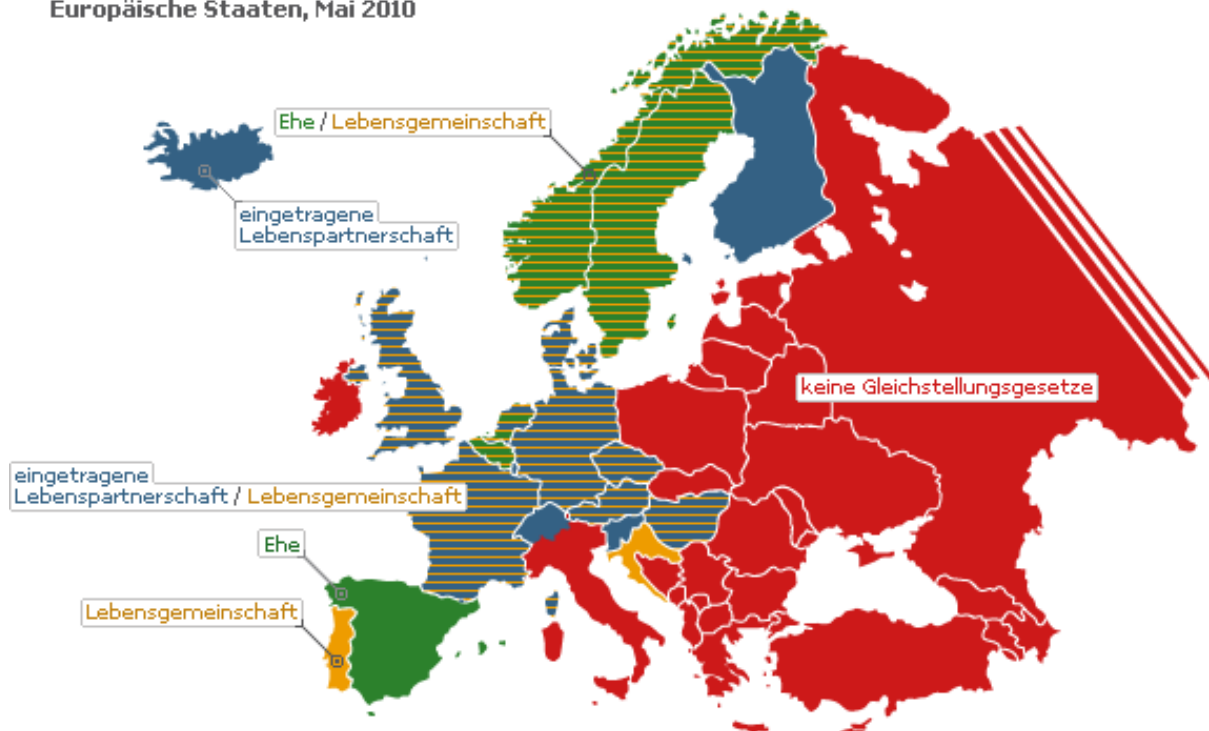 Europäische Staaten, Mai 2010
Ehe / Lebensgemeinschaft
eingetragene
Lebenspartnerschaft
keine Gleichstellungsgesetze
eingetragene
Lebenspartnerschaft / Lebensgemeinschaft
Ehe
Lebensgemeinschaft